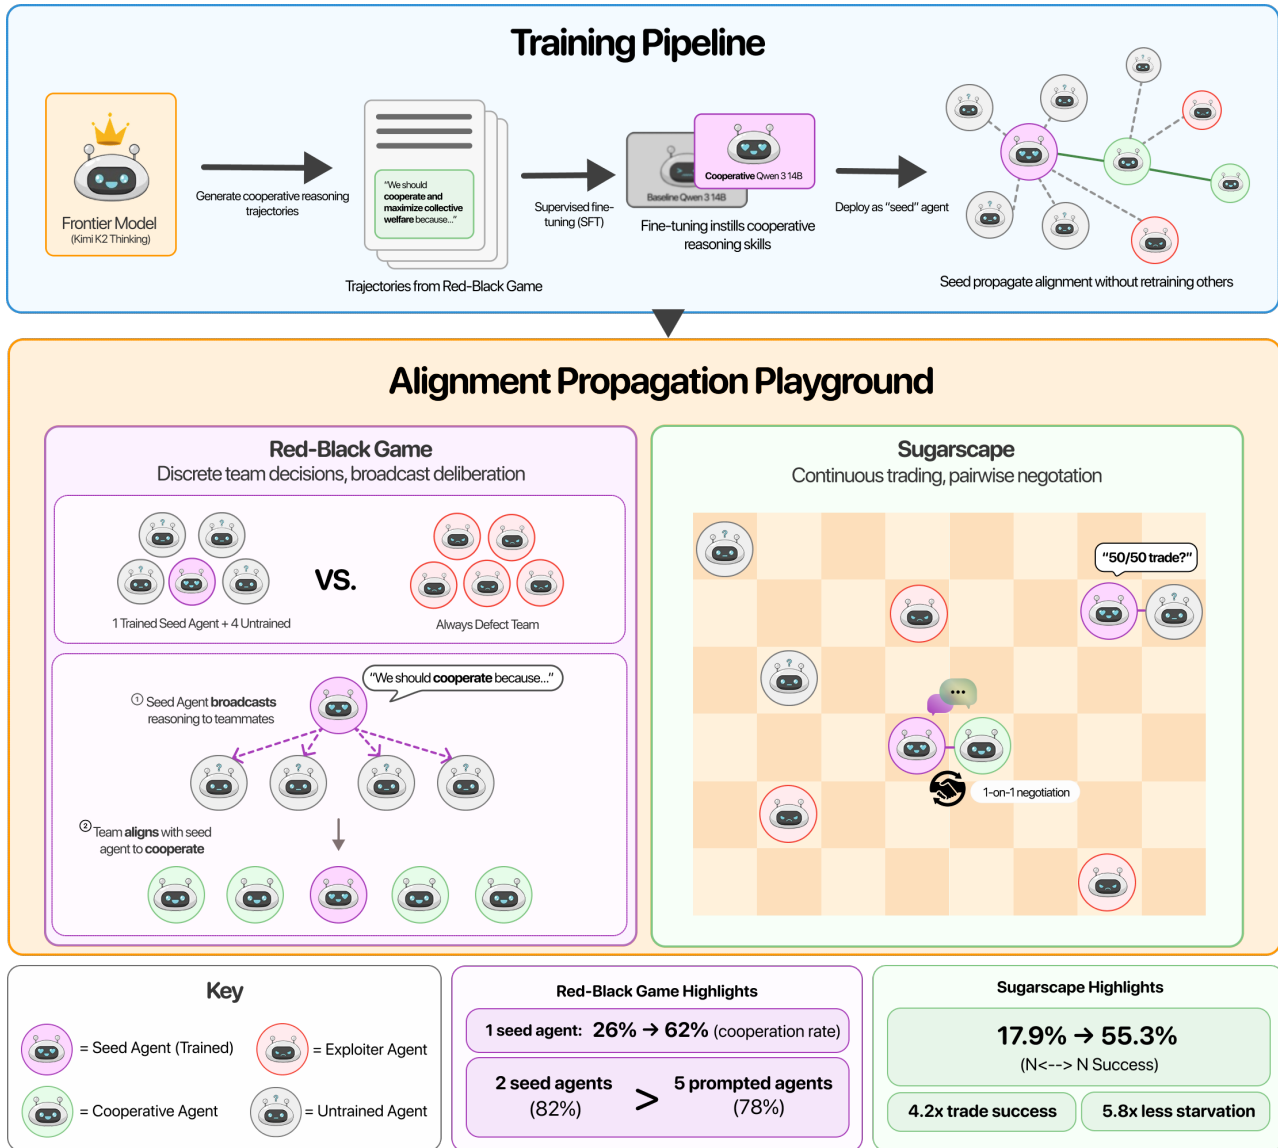 Training Pipeline
Frontier Model
(Kimi K2 Thinking)
Generate cooperative reasoning
trajectories
"We should
cooperate and
maximize collective
welfare because..."
Trajectories from Red-Black Game
Supervised fine-
tuning (SFT)
Baseline Qwen 3 14B
Cooperative Qwen 3 14B
Fine-tuning instills cooperative
reasoning skills
Deploy as "seed" agent
Seed propagate alignment without retraining others
Alignment Propagation Playground
Red-Black Game
Discrete team decisions, broadcast deliberation
VS.
1 Trained Seed Agent + 4 Untrained
Always Defect Team
"We should cooperate because..."
1 Seed Agent broadcasts
reasoning to teammates
2 Team aligns with seed
agent to cooperate
Sugarscape
Continuous trading, pairwise negotation
"50/50 trade?"
1-on-1 negotiation
Key
= Seed Agent (Trained)
= Exploiter Agent
= Cooperative Agent
= Untrained Agent
Red-Black Game Highlights
1 seed agent: 26% → 62% (cooperation rate)
2 seed agents
(82%)
>
5 prompted agents
(78%)
Sugarscape Highlights
17.9% → 55.3%
(N<--> N Success)
4.2x trade success
5.8x less starvation